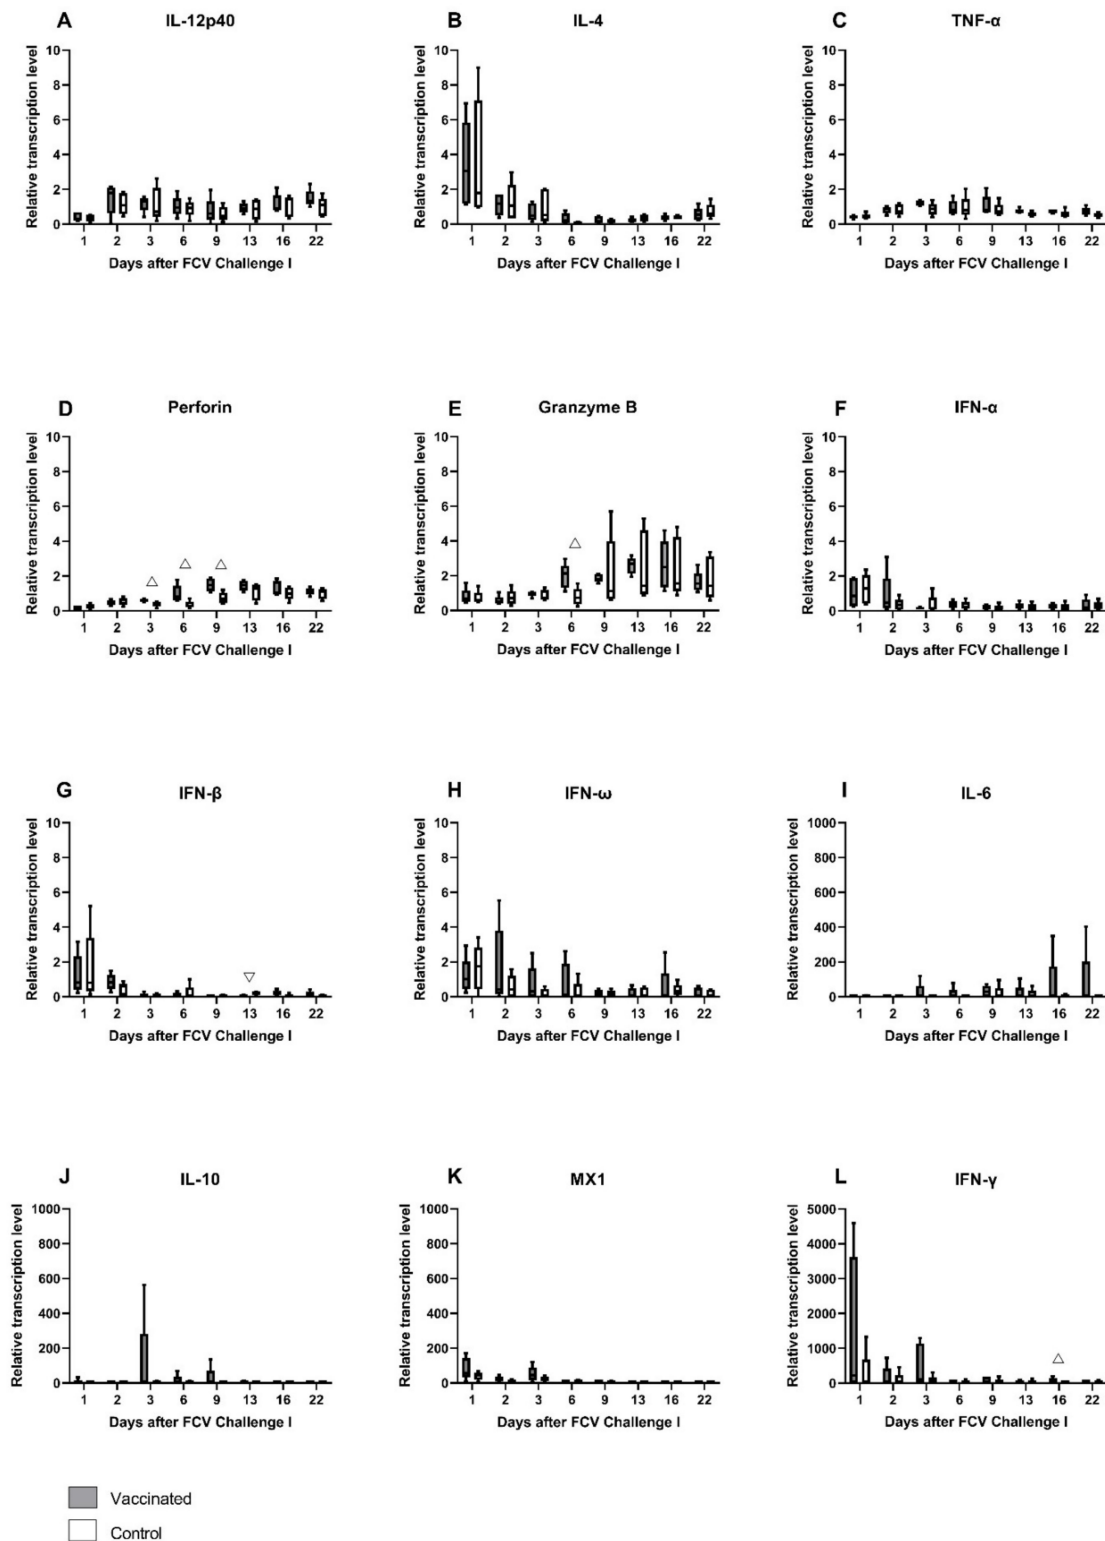 A IL-12p40
Relative transcription level
10
8
6
4
2
0
1 2 3 6 9 13 16 22
Days after FCV Challenge I
B IL-4
Relative transcription level
10
8
6
4
2
0
1 2 3 6 9 13 16 22
Days after FCV Challenge I
C TNF-α
Relative transcription level
10
8
6
4
2
0
1 2 3 6 9 13 16 22
Days after FCV Challenge I
D Perforin
Relative transcription level
10
8
6
4
2
0
1 2 3 6 9 13 16 22
Days after FCV Challenge I
E Granzyme B
Relative transcription level
10
8
6
4
2
0
1 2 3 6 9 13 16 22
Days after FCV Challenge I
F IFN-α
Relative transcription level
10
8
6
4
2
0
1 2 3 6 9 13 16 22
Days after FCV Challenge I
G IFN-β
Relative transcription level
10
8
6
4
2
0
1 2 3 6 9 13 16 22
Days after FCV Challenge I
H IFN-ω
Relative transcription level
10
8
6
4
2
0
1 2 3 6 9 13 16 22
Days after FCV Challenge I
I IL-6
Relative transcription level
1000
800
600
400
200
0
1 2 3 6 9 13 16 22
Days after FCV Challenge I
J IL-10
Relative transcription level
1000
800
600
400
200
0
1 2 3 6 9 13 16 22
Days after FCV Challenge I
K MX1
Relative transcription level
1000
800
600
400
200
0
1 2 3 6 9 13 16 22
Days after FCV Challenge I
L IFN-γ
Relative transcription level
5000
4000
3000
2000
1000
0
1 2 3 6 9 13 16 22
Days after FCV Challenge I
Vaccinated
Control